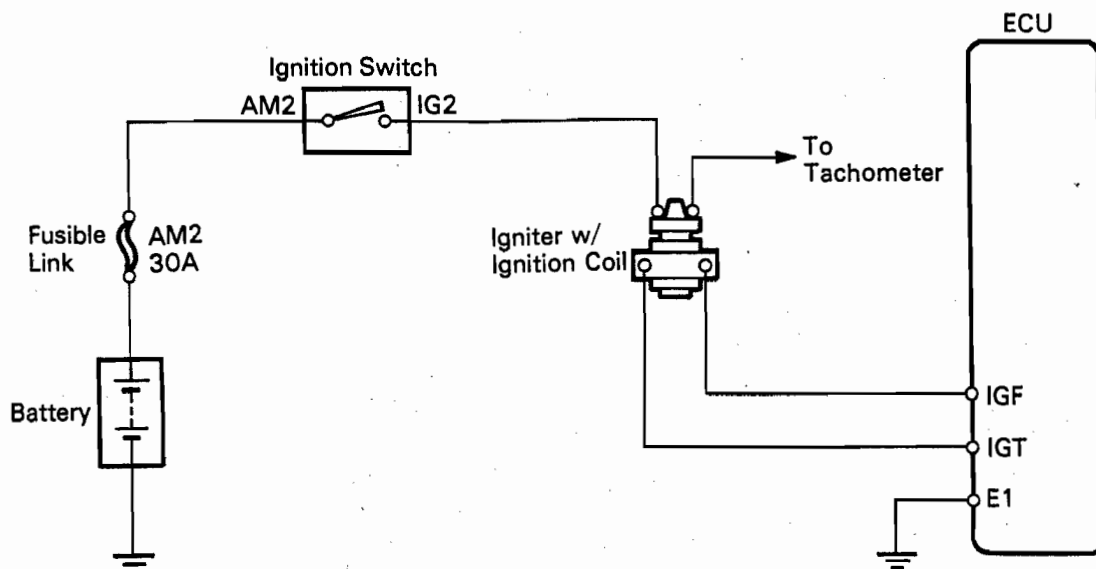 ECU
Ignition Switch
AM2
IG2
To
Tachometer
Fusible
Link
AM2
30A
Igniter w/
Ignition Coil
Battery
IGF
IGT
E1